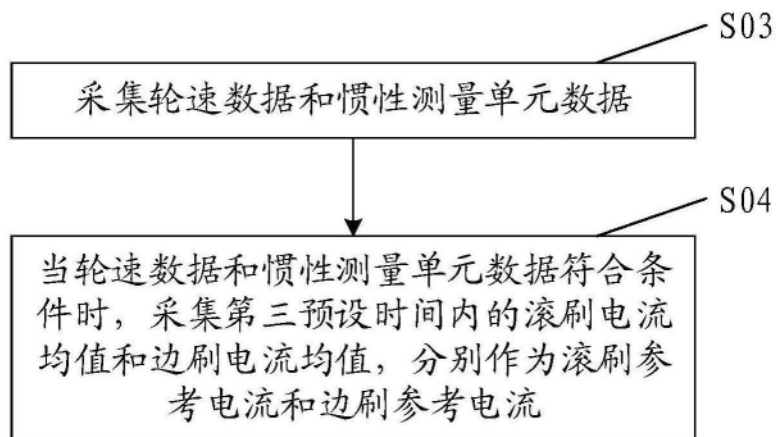 S03
采集轮速数据和惯性测量单元数据
S04
当轮速数据和惯性测量单元数据符合条
件时，采集第三预设时间内的滚刷电流
均值和边刷电流均值，分别作为滚刷参
考电流和边刷参考电流